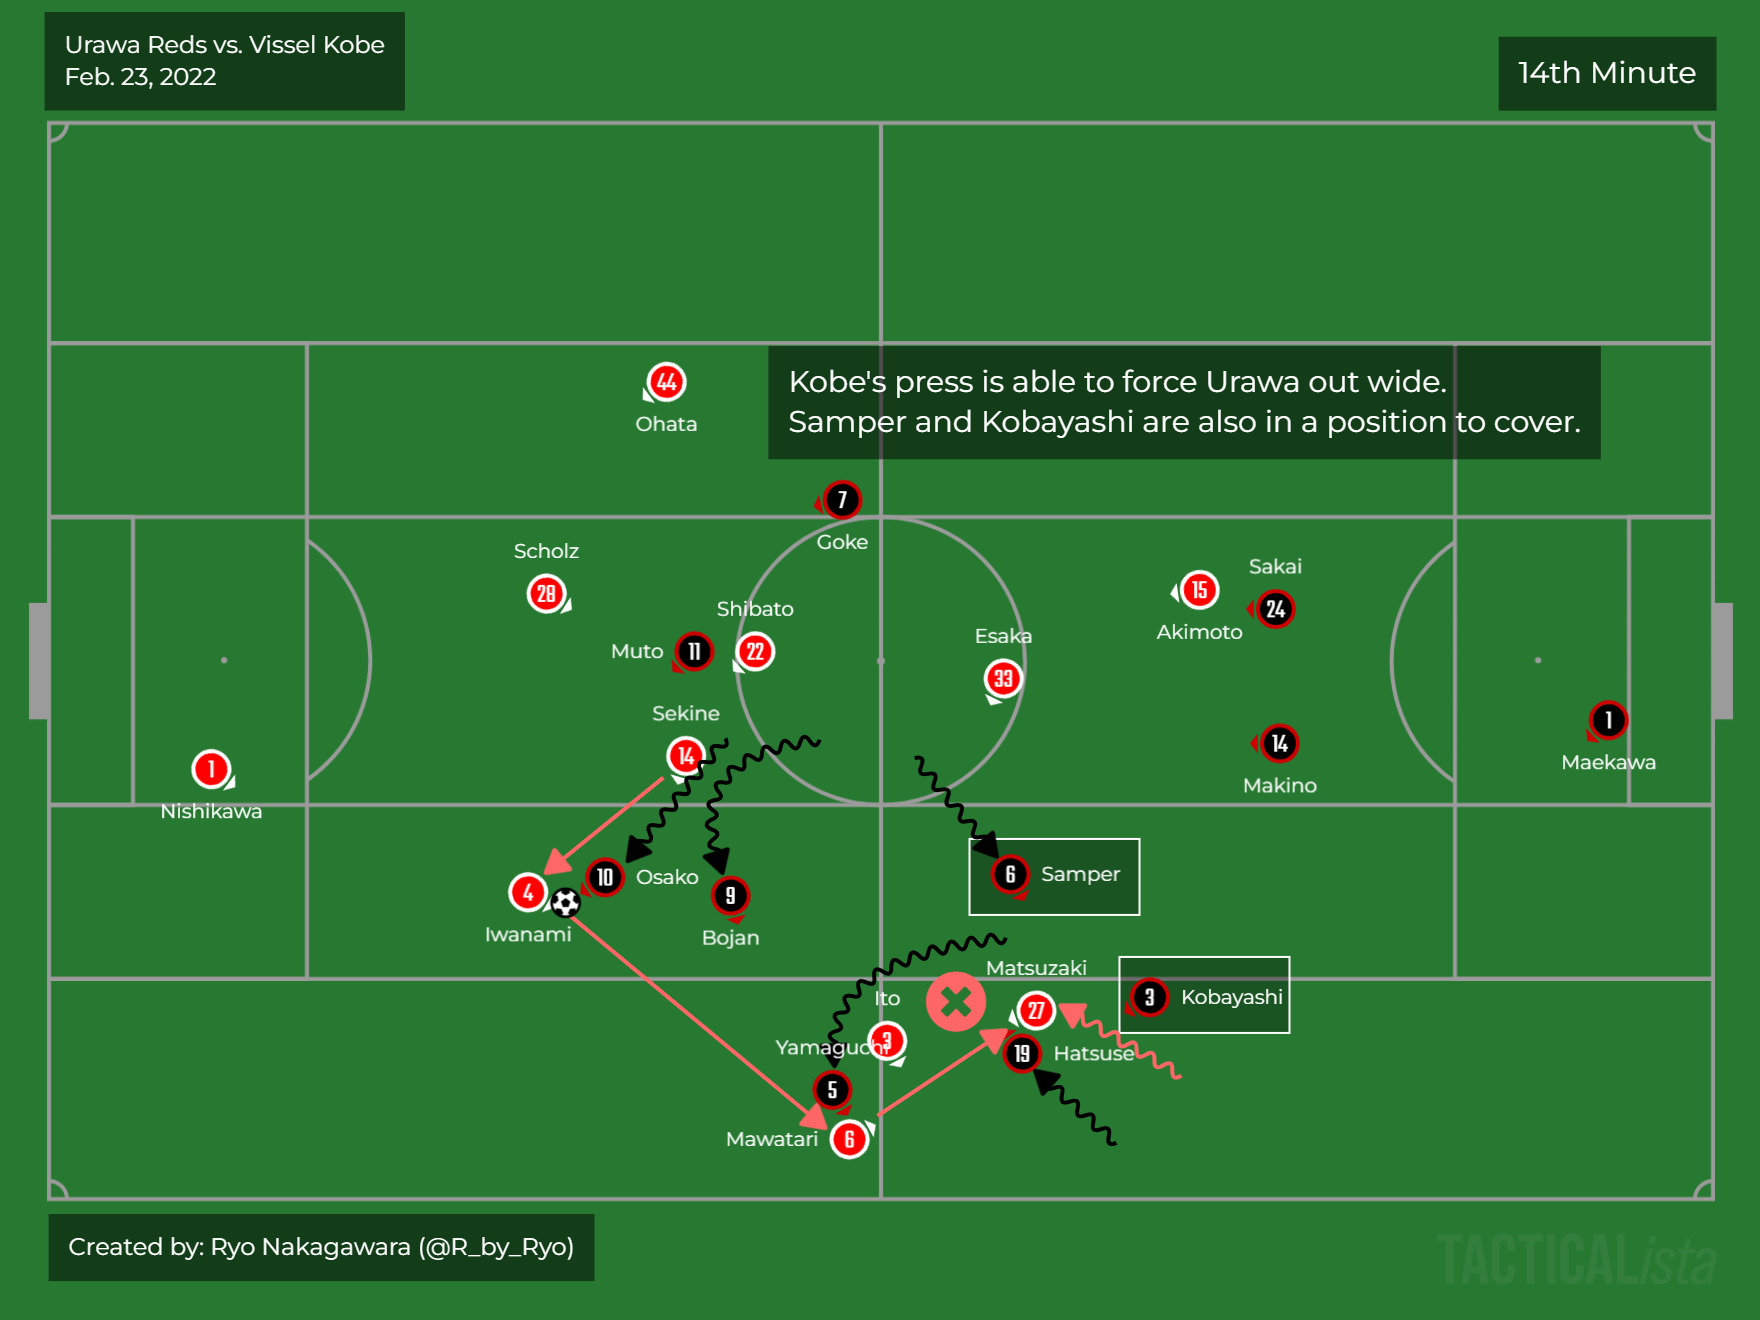 Urawa Reds vs. Vissel Kobe
Feb. 23, 2022
14th Minute
Kobe's press is able to force Urawa out wide.
Samper and Kobayashi are also in a position to cover.
44
Ohata
7
Goke
Scholz
28
Shibato
22
Muto
11
Sekine
14
Esaka
33
15
Akimoto
Sakai
24
14
Makino
1
Maekawa
1
Nishikawa
4
Iwanami
10
Osako
9
Bojan
6
Samper
Matsuzaki
27
3
Kobayashi
Ito
3
Yamaguchi
5
19
Hatsuse
Mawatari
6
Created by: Ryo Nakagawara (@R_by_Ryo)
TACTICALista